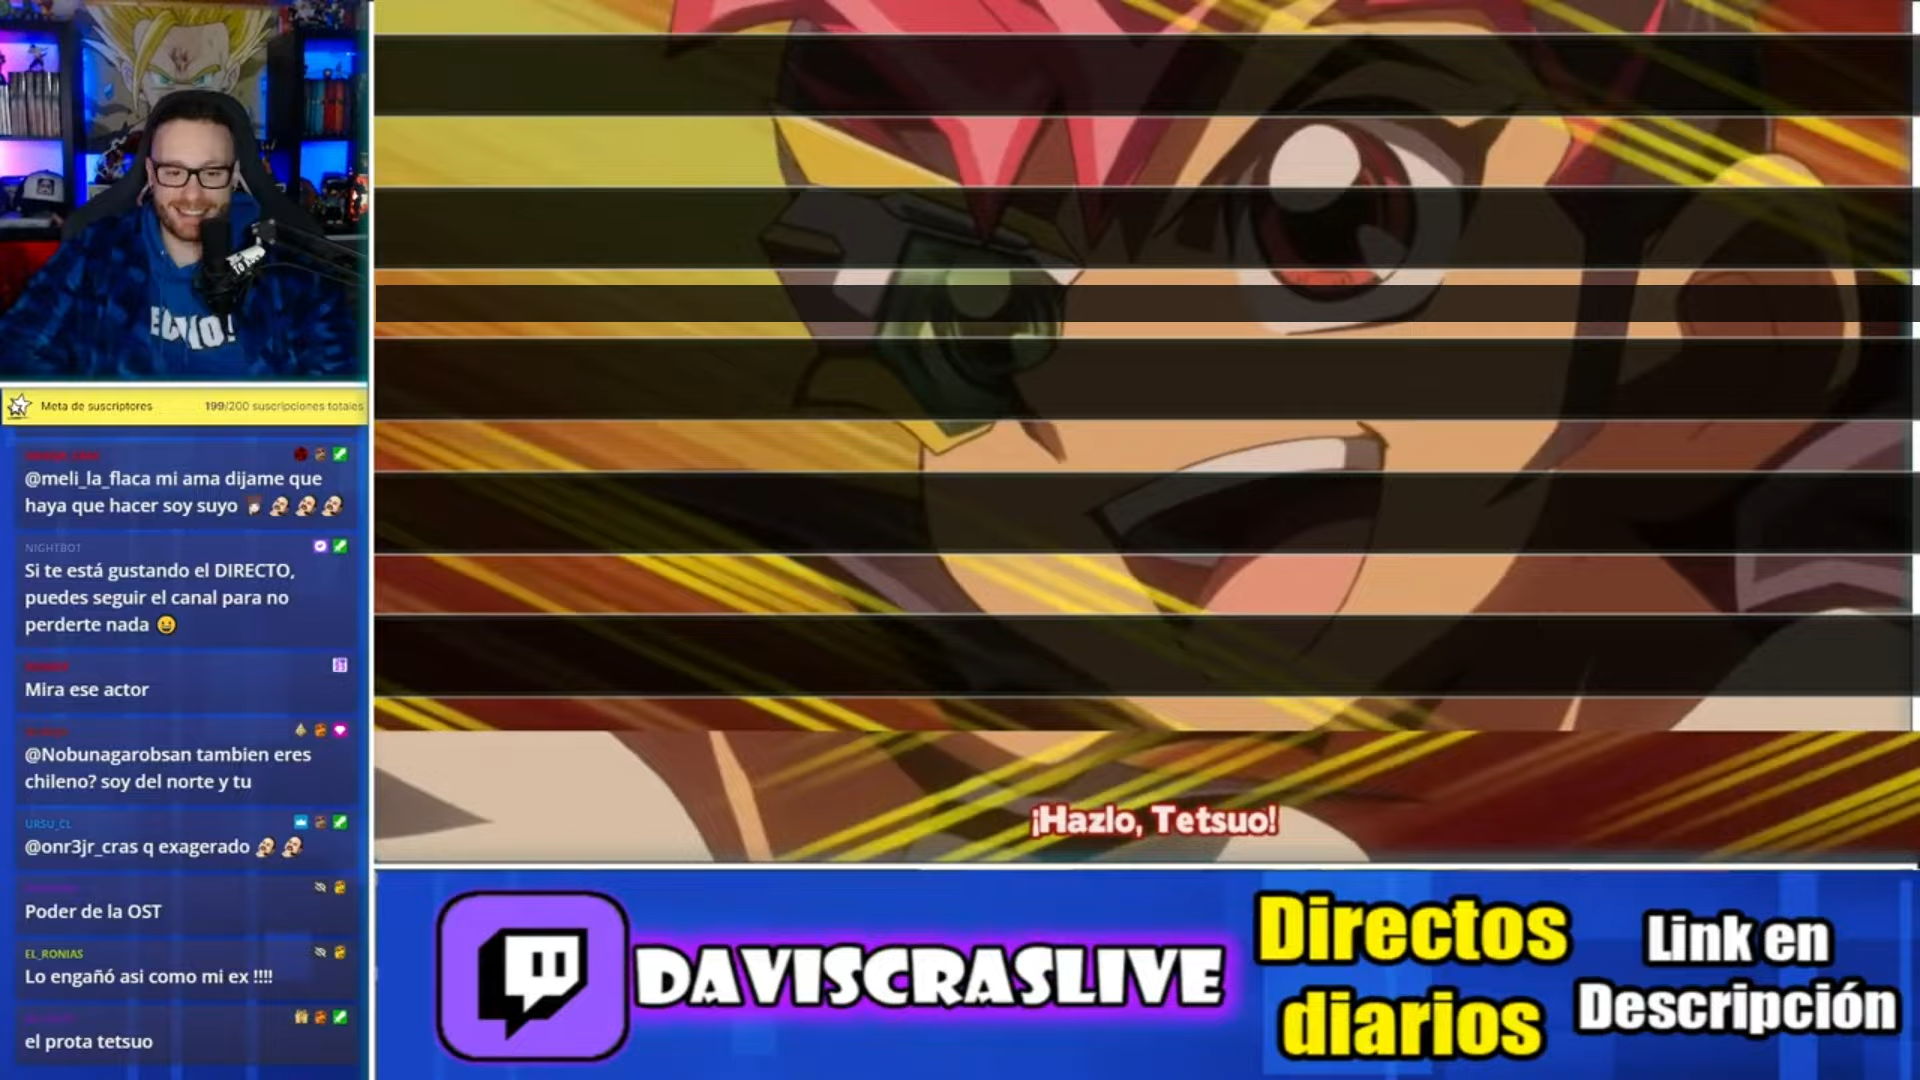 Meta de suscriptores
199/200 suscripciones totales
@meli_la_flaca mi ama dijame que
haya que hacer soy suyo
NIGHTBOT
Si te está gustando el DIRECTO,
puedes seguir el canal para no
perderte nada
Mira ese actor
@Nobunagarobsan tambien eres
chileno? soy del norte y tu
URSU_CL
@onr3jr_cras q exagerado
Poder de la OST
EL_RONIAS
Lo engañó asi como mi ex !!!!
el prota tetsuo
¡Hazlo, Tetsuo!
DAVISCRASLIVE
Directos
diarios
Link en
Descripción